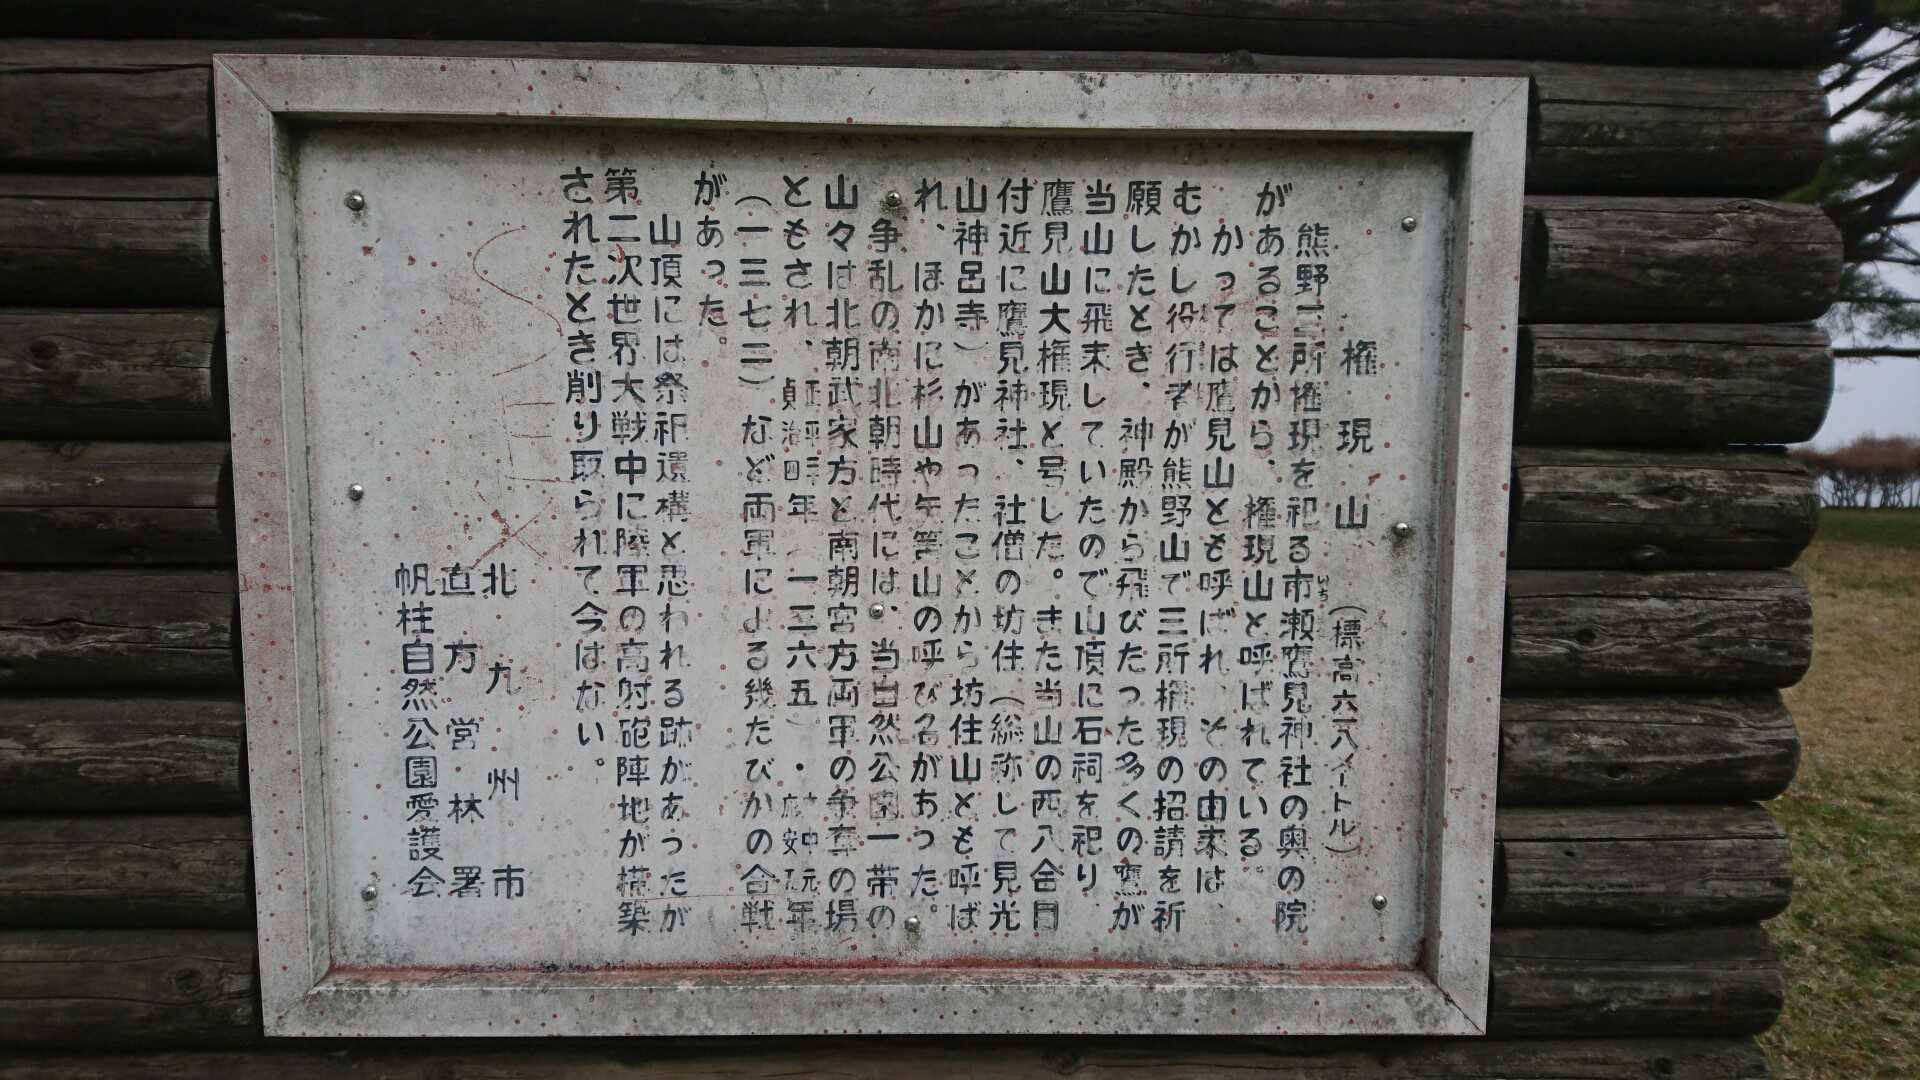 権現山 (標高六一八メートル)
熊野三所権現を祀る市瀬鷹見神社の奥の院
いち
があることから、権現山と呼ばれている。
かっては鷹見山とも呼ばれ、その由来は、
むかし役行者が熊野山で三所権現の招請を祈
願したとき、神殿から飛びたった多くの鷹が
当山に飛来していたので山頂に石祠を祀り、
鷹見山大権現と号した。また当山の西八合目
付近に鷹見神社、社僧の坊住(総称して見光
山神呂寺)があったことから坊住山とも呼ば
れ、ほかに杉山や矢筈山の呼び名があった。
争乱の南北朝時代には、当自然公園一帯の
山々は北朝武家方と南朝宮方両軍の争奪の場
ともされ、貞治四年(一三六五)・応安五年
(一三七二)など両軍による幾たびかの合戦
があった。
山頂には祭祀遺構と思われる跡があったが
第二次世界大戦中に陸軍の高射砲陣地が構築
されたとき削り取られて今はない。
北九州市
直方営林署
帆柱自然公園愛護会